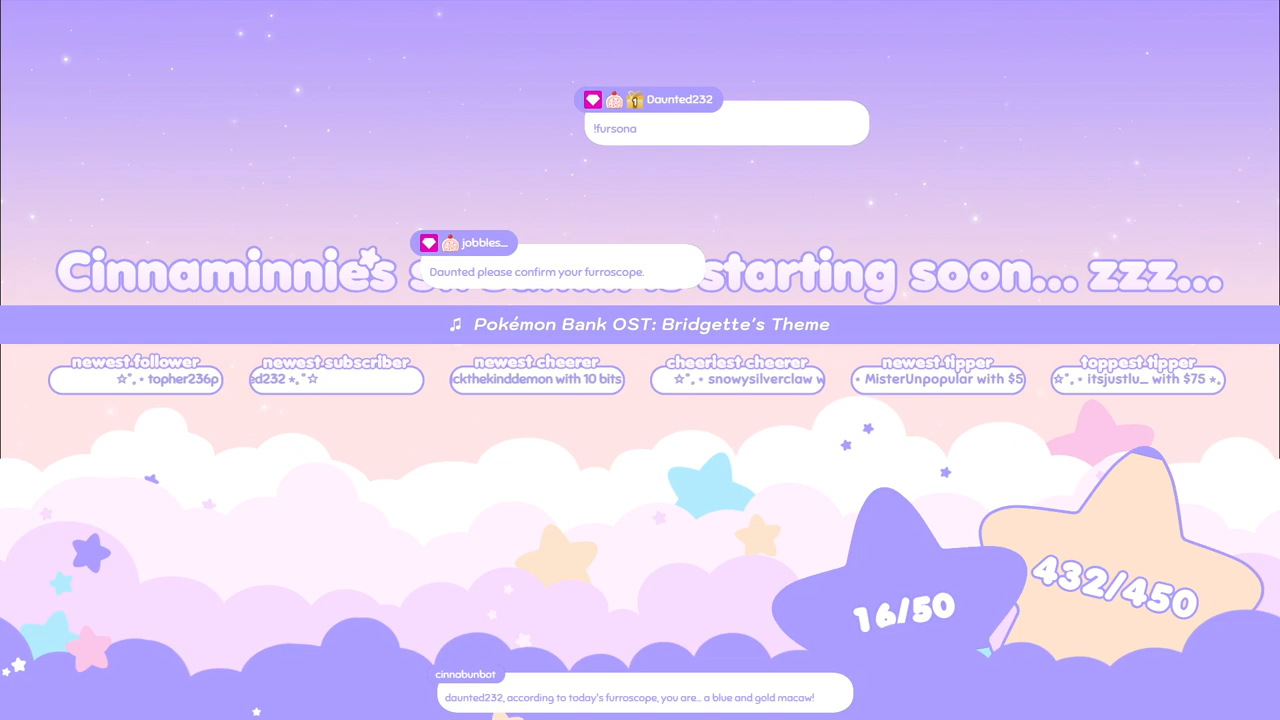 Daunted232
!fursona
jobbles_
Daunted please confirm your furroscope.
Cinnaminnie's starting soon... zzz...
♫ Pokémon Bank OST: Bridgette's Theme
newest follower
☆˚. • topher236p
newest subscriber
ed232 ⋆.˚☆
newest cheerer
ckthekinddemon with 10 bits
cheeriest cheerer
☆˚. • snowysilverclaw w
newest tipper
• MisterUnpopular with $5
toppest tipper
☆˚. • itsjustlu_ with $75 ⋆.
432/450
16/50
cinnabunbot
daunted232, according to today's furroscope, you are... a blue and gold macaw!